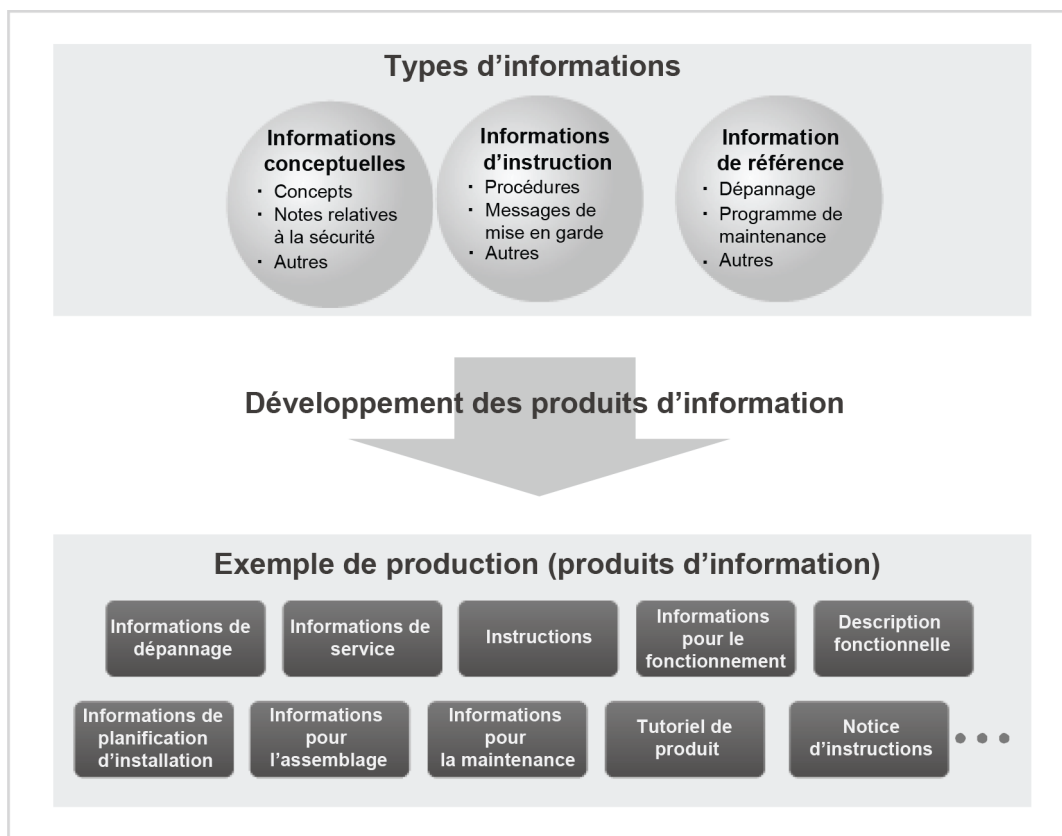 Types d’informations
Informations
conceptuelles
· Concepts
· Notes relatives
à la sécurité
· Autres
Informations
d’instruction
· Procédures
· Messages de
mise en garde
· Autres
Information
de référence
· Dépannage
· Programme de
maintenance
· Autres
Développement des produits d’information
Exemple de production (produits d’information)
Informations de
dépannage
Informations de
service
Instructions
Informations
pour le
fonctionnement
Description
fonctionnelle
Informations de
planification
d’installation
Informations
pour
l’assemblage
Informations
pour
la maintenance
Tutoriel de
produit
Notice
d’instructions
• • •